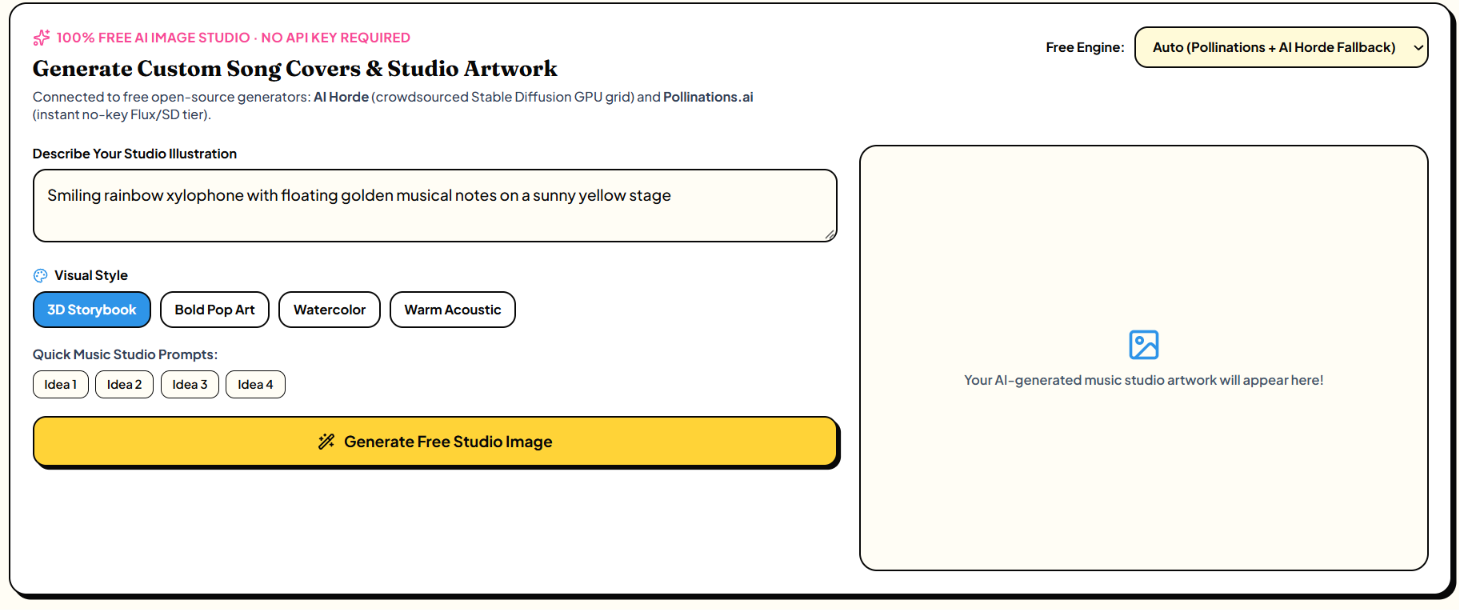 100% FREE AI IMAGE STUDIO · NO API KEY REQUIRED
Generate Custom Song Covers & Studio Artwork
Connected to free open-source generators: AI Horde (crowdsourced Stable Diffusion GPU grid) and Pollinations.ai
(instant no-key Flux/SD tier).
Free Engine: Auto (Pollinations + AI Horde Fallback)
Describe Your Studio Illustration
Smiling rainbow xylophone with floating golden musical notes on a sunny yellow stage
Visual Style
3D Storybook Bold Pop Art Watercolor Warm Acoustic
Quick Music Studio Prompts:
Idea 1 Idea 2 Idea 3 Idea 4
Generate Free Studio Image
Your AI-generated music studio artwork will appear here!